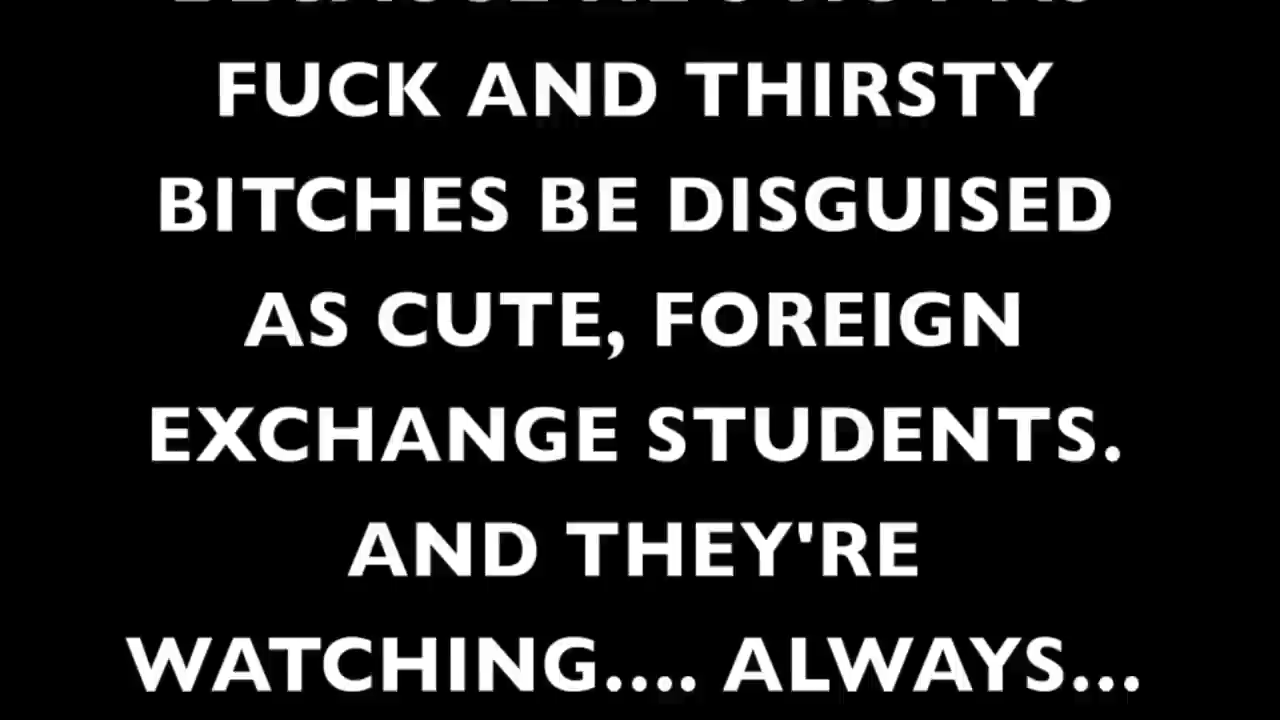 FUCK AND THIRSTY
BITCHES BE DISGUISED
AS CUTE, FOREIGN
EXCHANGE STUDENTS.
AND THEY'RE
WATCHING.... ALWAYS...